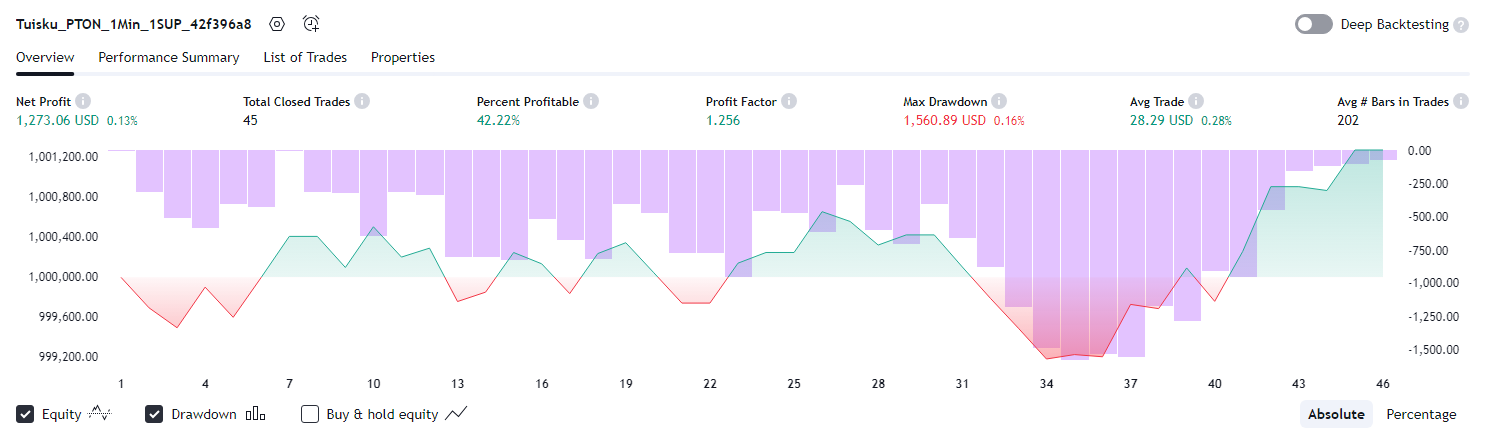 Tuisku_PTON_1Min_1SUP_42f396a8
Deep Backtesting ?
Overview Performance Summary List of Trades Properties
Net Profit i Total Closed Trades i Percent Profitable i Profit Factor i Max Drawdown i Avg Trade i Avg # Bars in Trades i
1,273.06 USD 0.13% 45 42.22% 1.256 1,560.89 USD 0.16% 28.29 USD 0.28% 202
1,001,200.00 0.00
1,000,800.00 -250.00
1,000,400.00 -500.00
1,000,000.00 -750.00
999,600.00 -1,000.00
999,200.00 -1,250.00
-1,500.00
1 4 7 10 13 16 19 22 25 28 31 34 37 40 43 46
Equity Drawdown Buy & hold equity Absolute Percentage